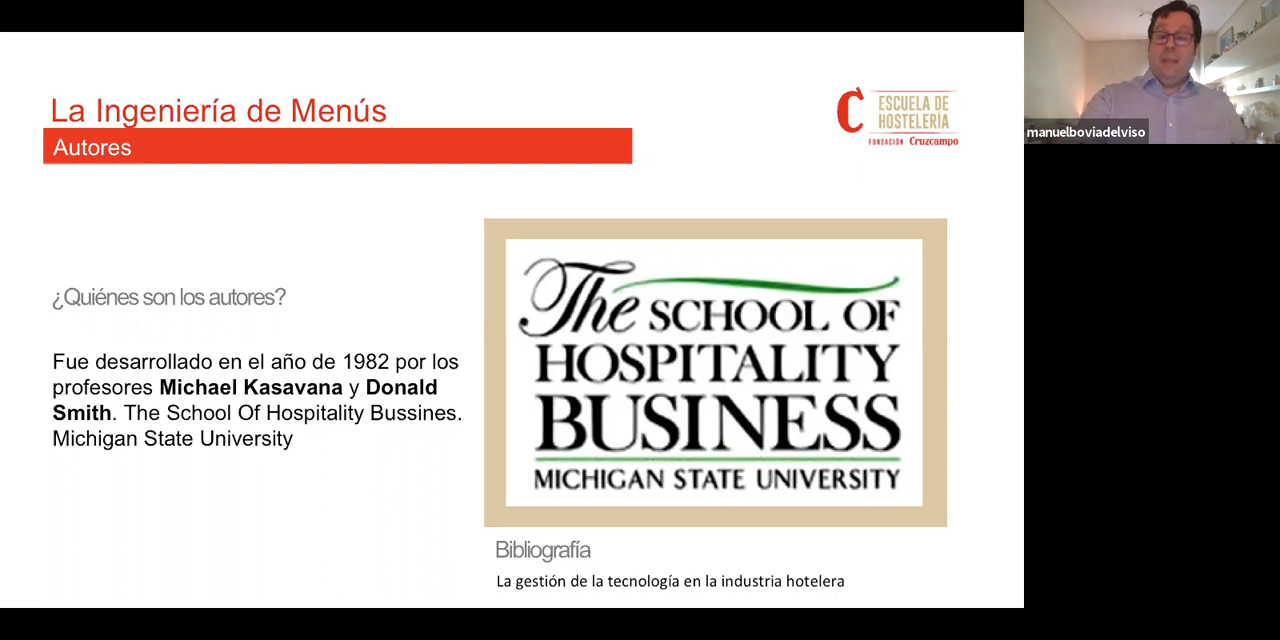 La Ingeniería de Menús
Autores
C ESCUELA DE
HOSTELERÍA
FUNDACIÓN Cruzcampo
manuelboviadelviso
¿Quiénes son los autores?
Fue desarrollado en el año de 1982 por los
profesores Michael Kasavana y Donald
Smith. The School Of Hospitality Bussines.
Michigan State University
The SCHOOL OF
HOSPITALITY
BUSINESS
MICHIGAN STATE UNIVERSITY
Bibliografía
La gestión de la tecnología en la industria hotelera